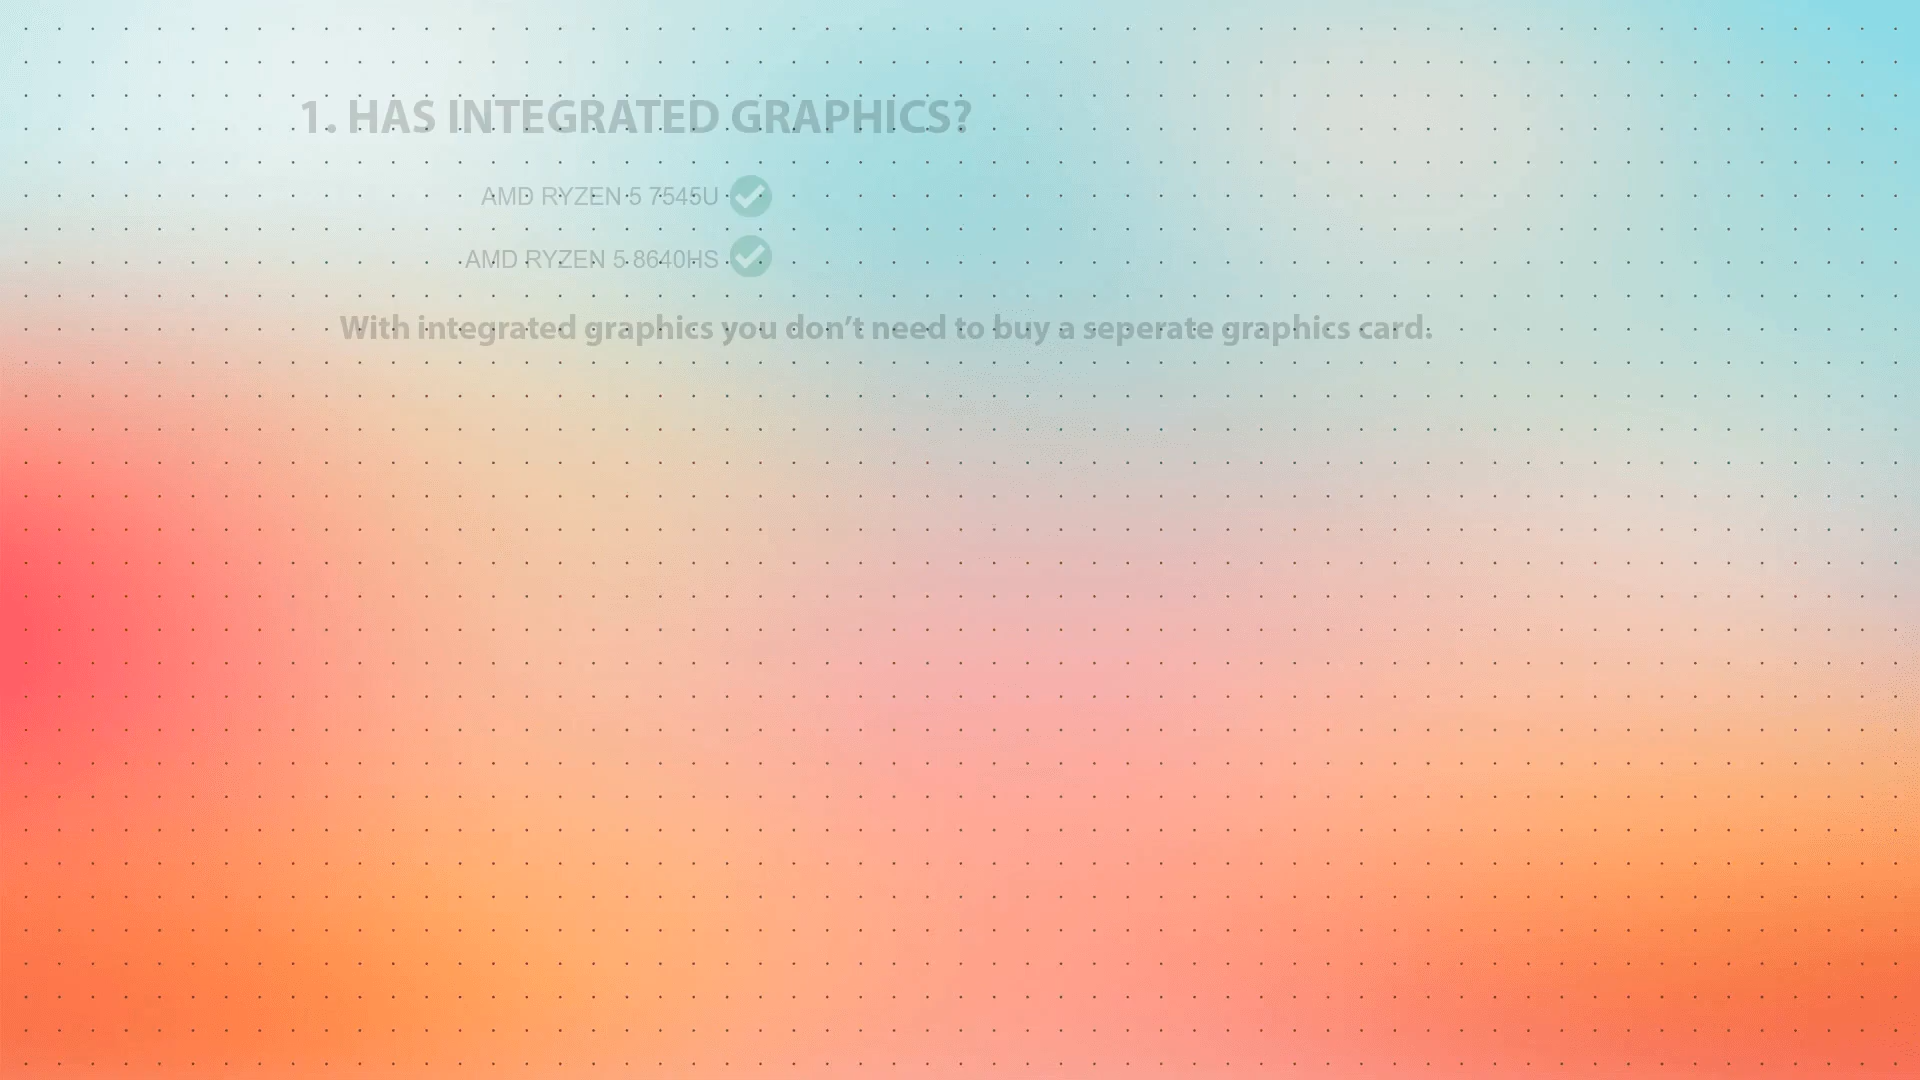 1. HAS INTEGRATED GRAPHICS?
AMD RYZEN 5 7545U
AMD RYZEN 5 8640HS
With integrated graphics you don’t need to buy a seperate graphics card.